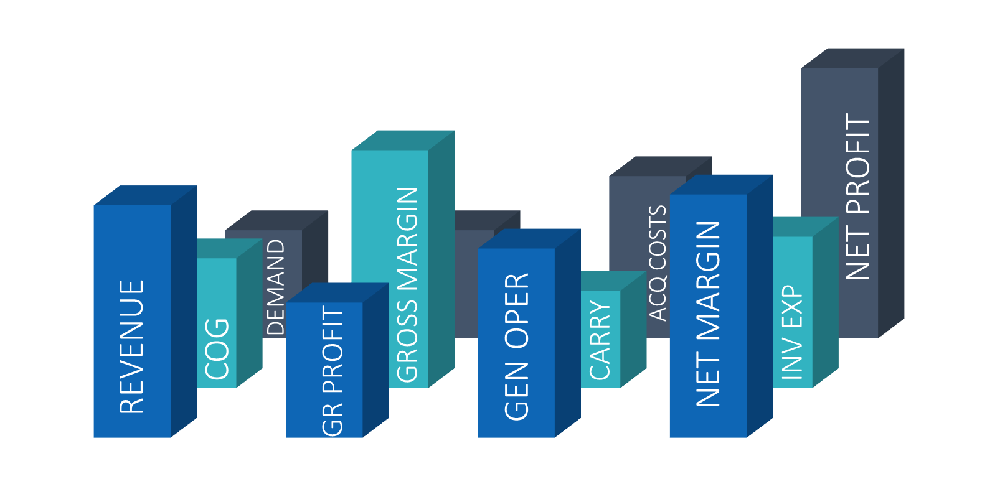 REVENUE
COG
DEMAND
GR PROFIT
GROSS MARGIN
GEN OPER
CARRY
ACQ COSTS
NET MARGIN
INV EXP
NET PROFIT